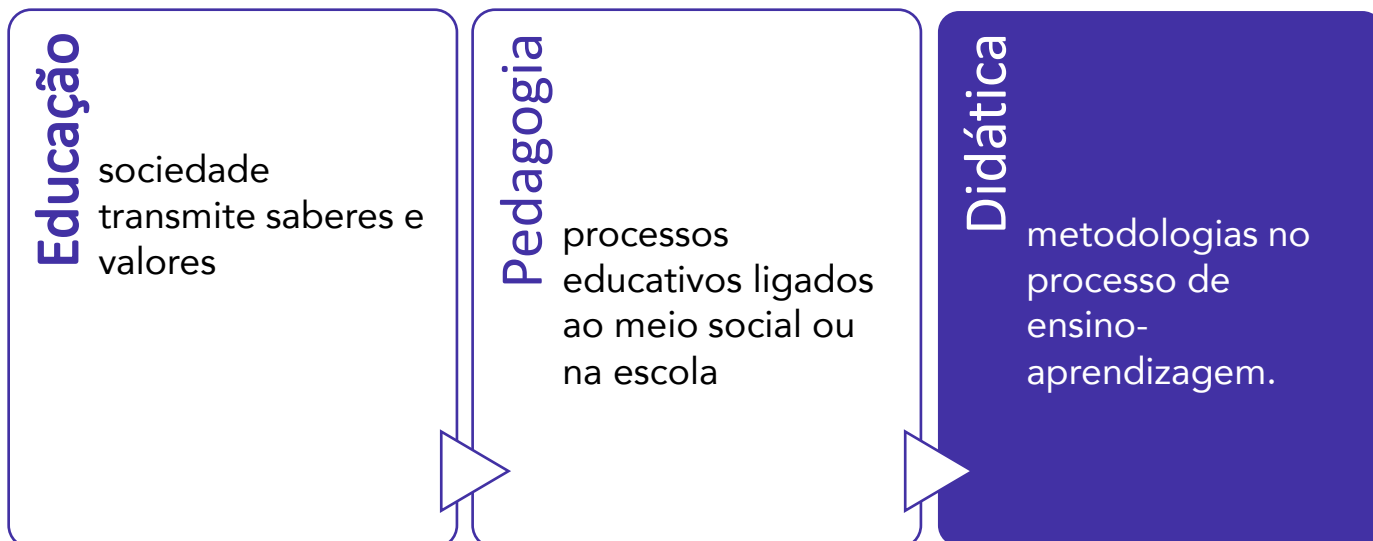 Educação
sociedade
transmite saberes e
valores
Pedagogia
processos
educativos ligados
ao meio social ou
na escola
Didática
metodologias no
processo de
ensino-
aprendizagem.